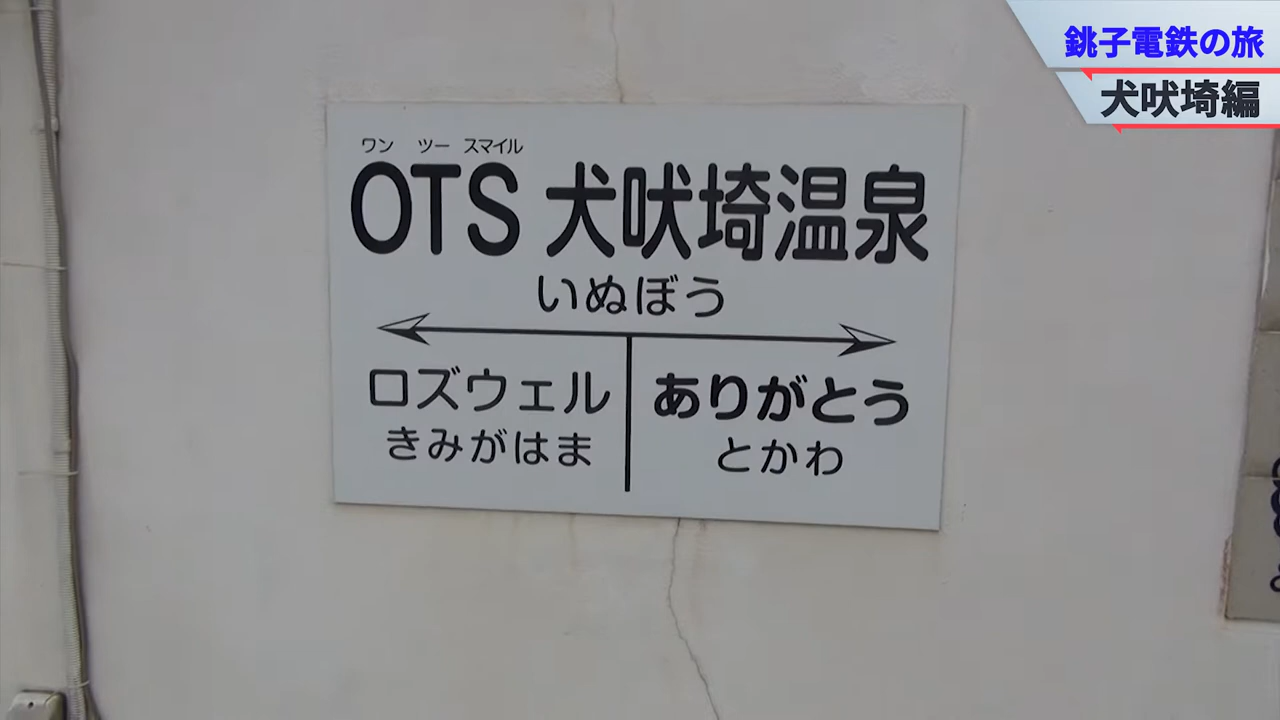 銚子電鉄の旅
犬吠埼編
ワン ツー スマイル
OTS 犬吠埼温泉
いぬぼう
ロズウェル ありがとう
きみがはま とかわ